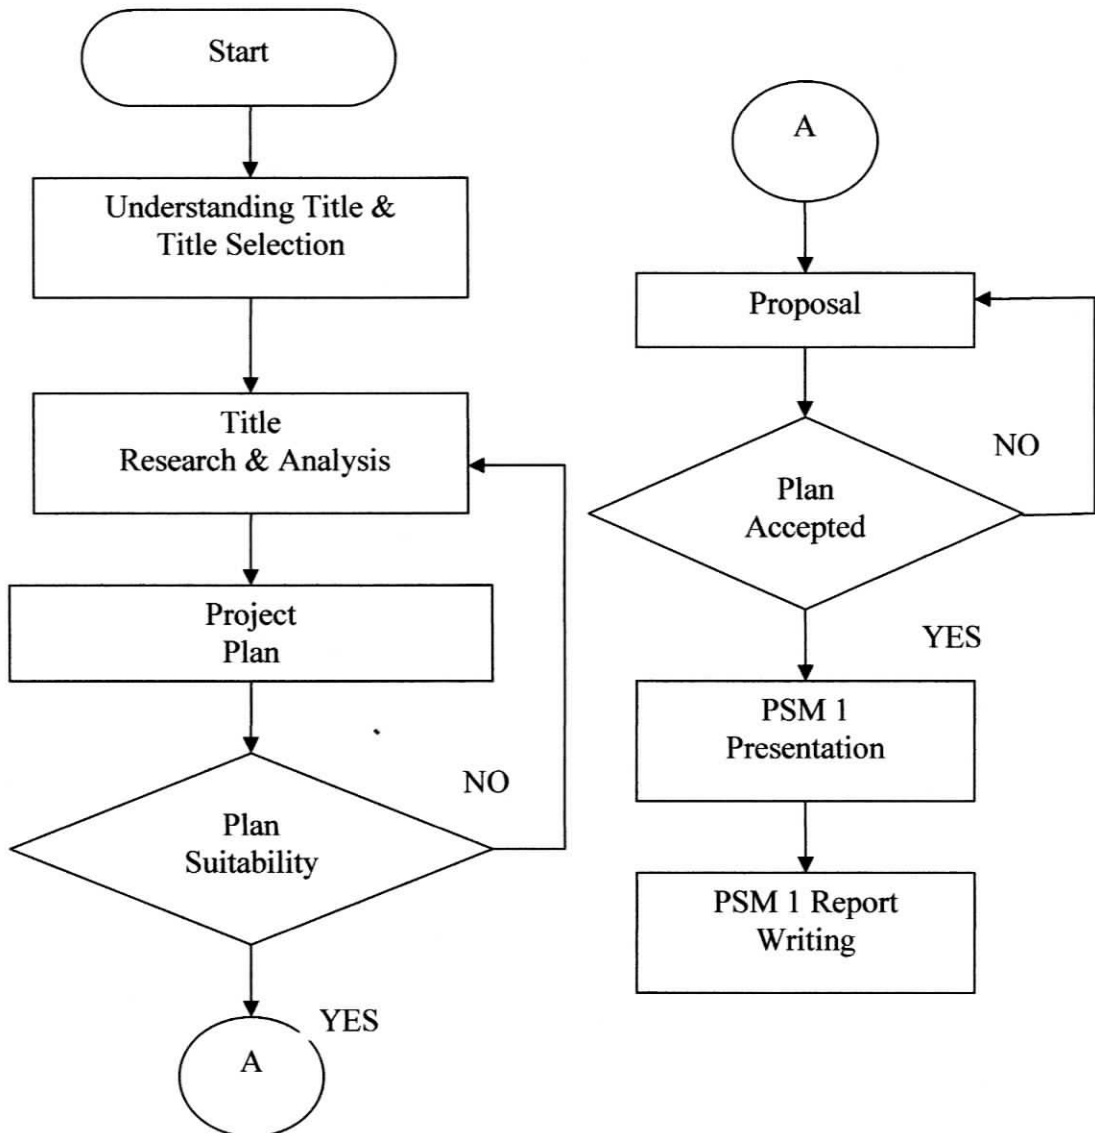 Start
Understanding Title &
Title Selection
Title
Research & Analysis
Project
Plan
NO
Plan
Suitability
YES
A
A
Proposal
NO
Plan
Accepted
YES
PSM 1
Presentation
PSM 1 Report
Writing